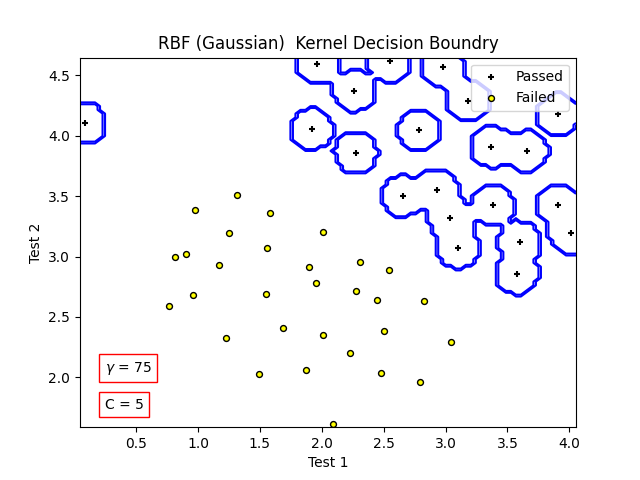 RBF (Gaussian)  Kernel Decision Boundry
Passed
Failed
4.5
4.0
3.5
3.0
2.5
2.0
Test 2
γ = 75
C = 5
0.5 1.0 1.5 2.0 2.5 3.0 3.5 4.0
Test 1